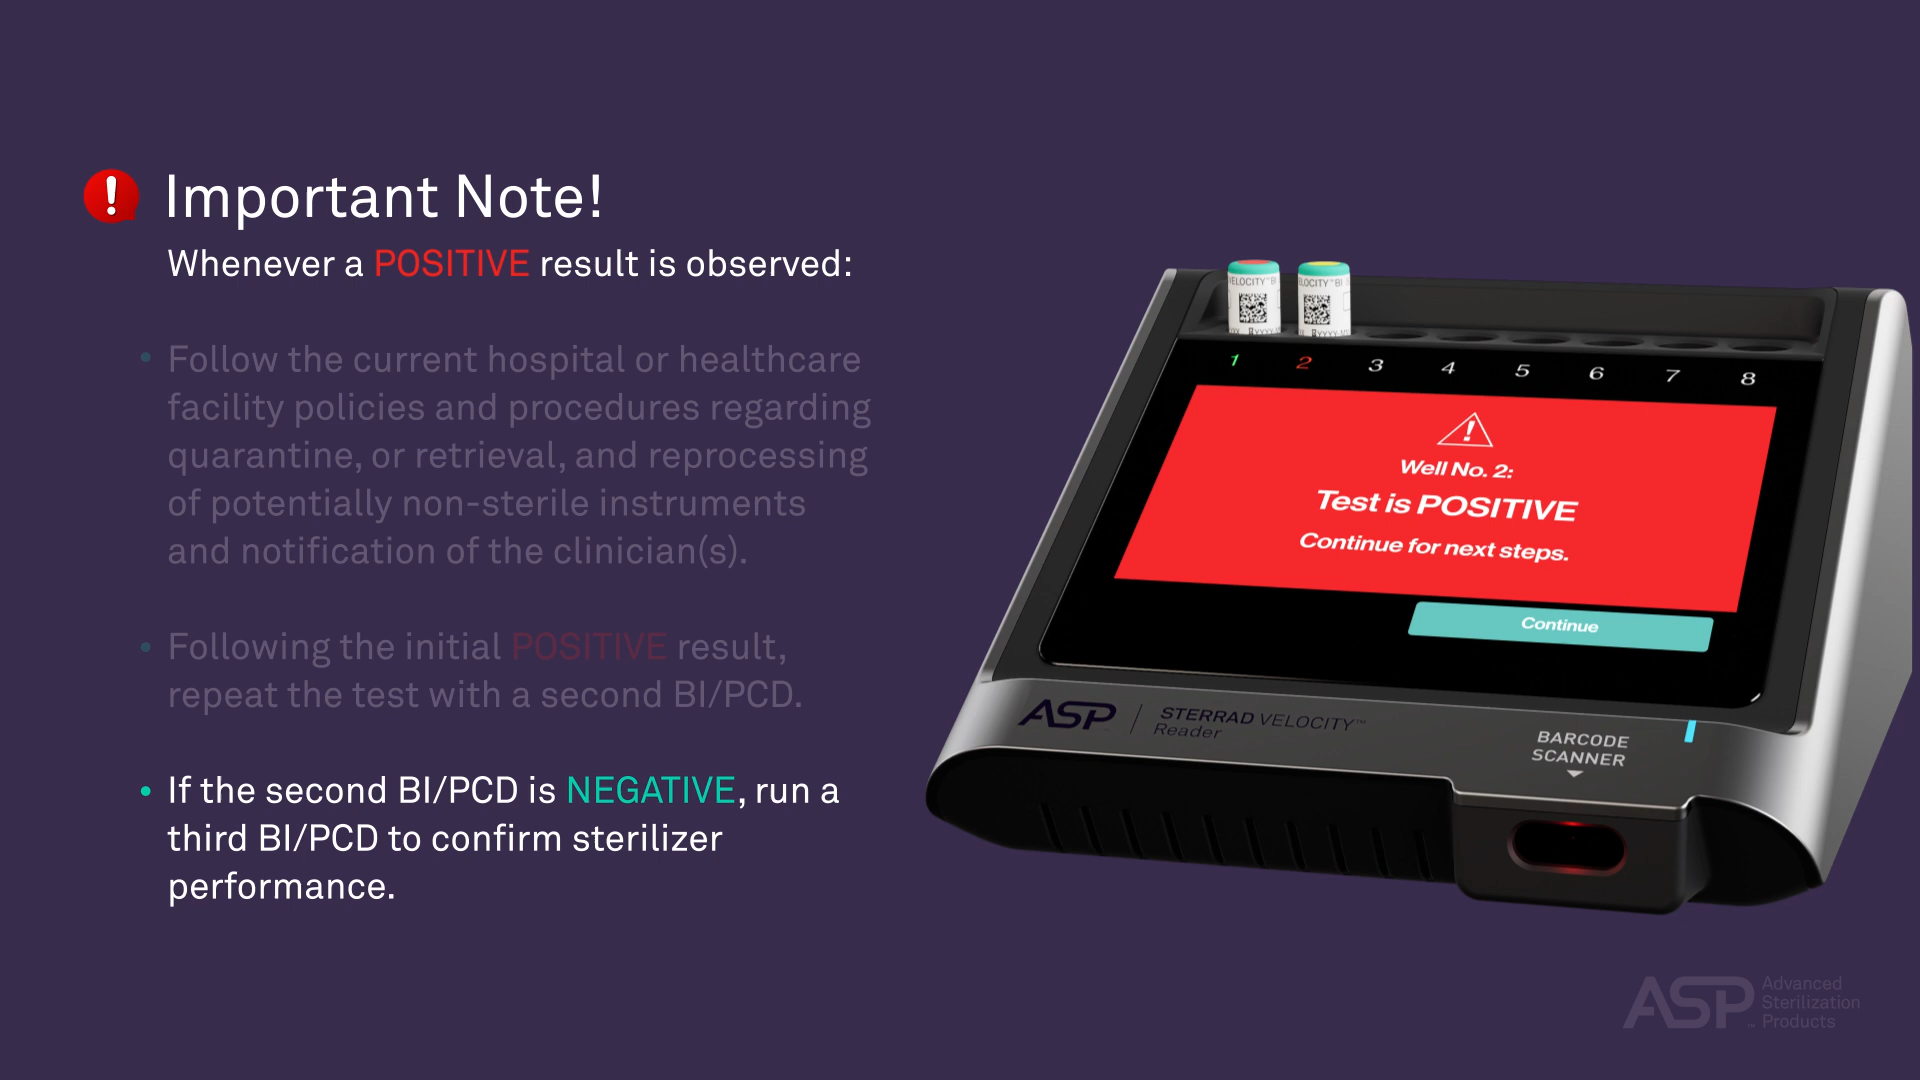 Important Note!
Whenever a POSITIVE result is observed:
• Follow the current hospital or healthcare
facility policies and procedures regarding
quarantine, or retrieval, and reprocessing
of potentially non-sterile instruments
and notification of the clinician(s).
• Following the initial POSITIVE result,
repeat the test with a second BI/PCD.
• If the second BI/PCD is NEGATIVE, run a
third BI/PCD to confirm sterilizer
performance.
1 2 3 4 5 6 7 8
Well No. 2:
Test is POSITIVE
Continue for next steps.
Continue
ASP STERRAD VELOCITY™
Reader
BARCODE
SCANNER
ASP™
Advanced
Sterilization
Products